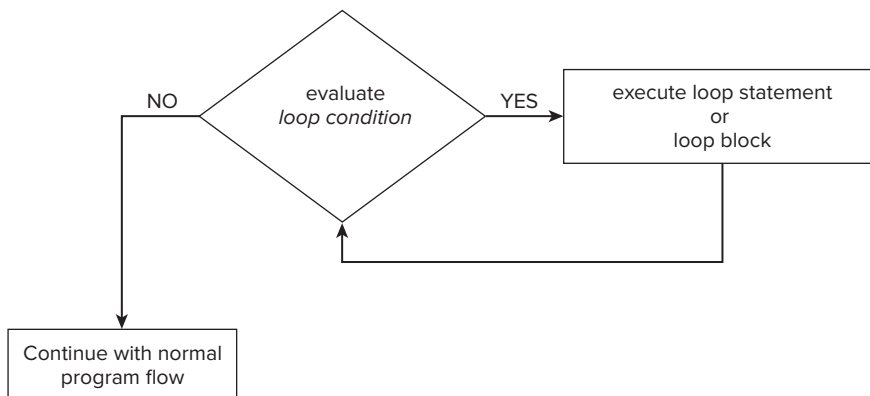 evaluate
loop condition
NO
YES
execute loop statement
or
loop block
Continue with normal
program flow